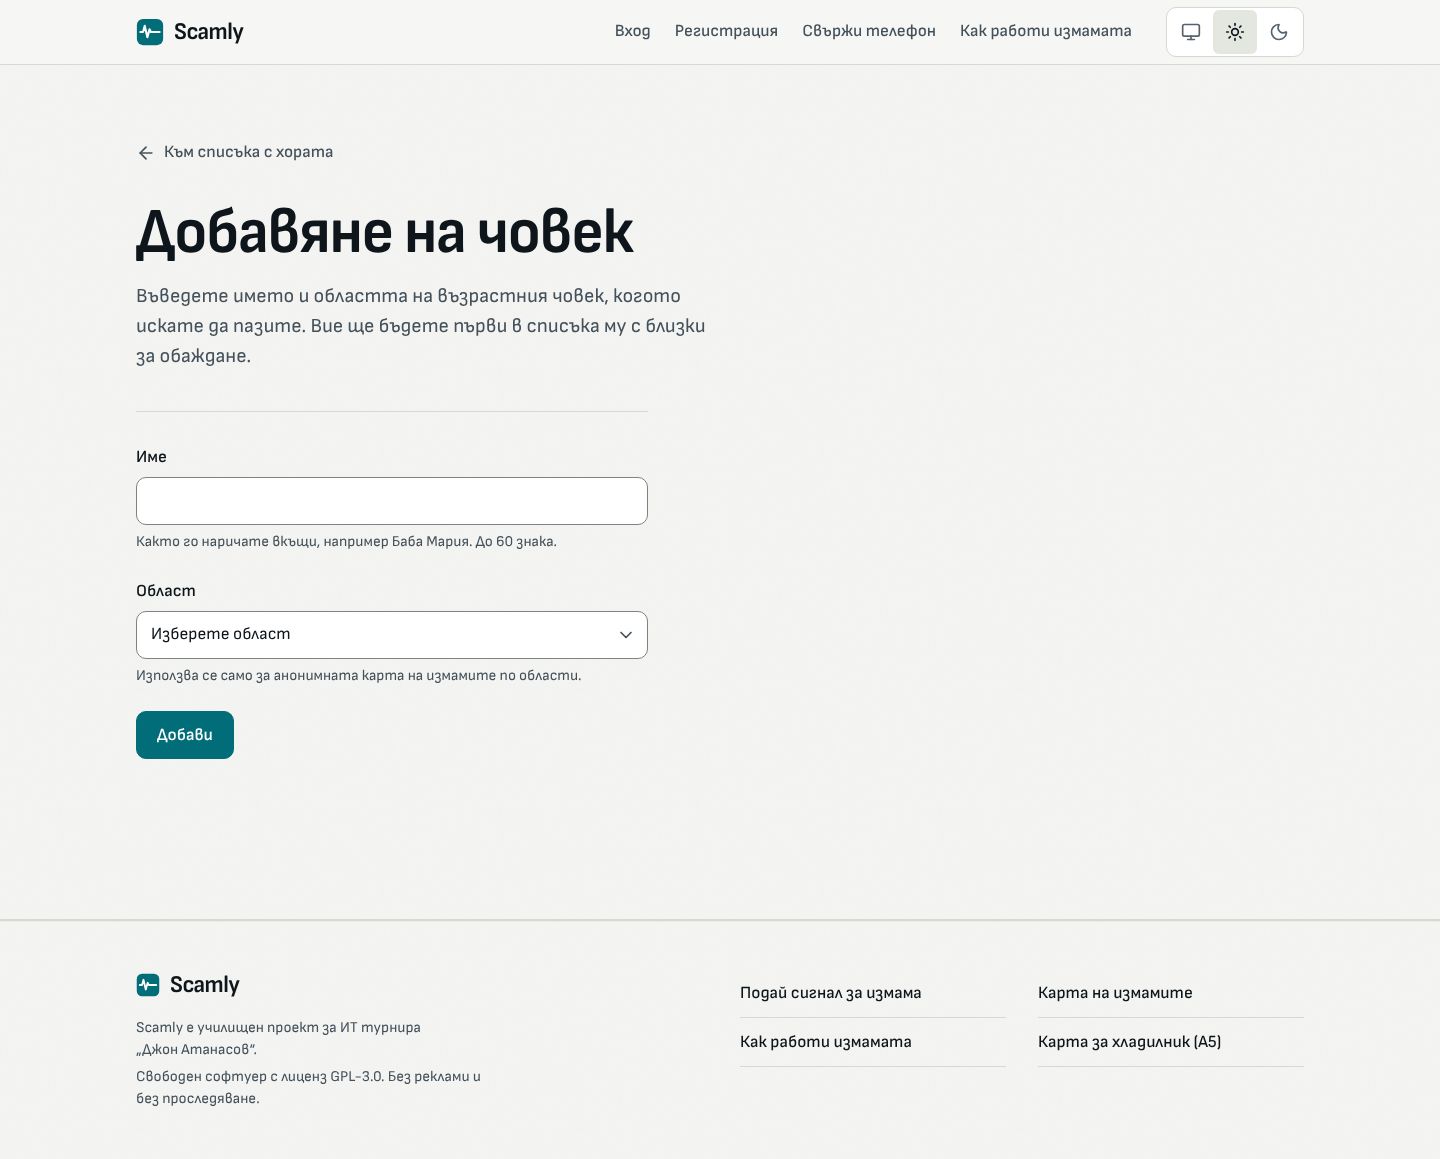 Scamly
Вход
Регистрация
Свържи телефон
Как работи измамата
Към списъка с хората
Добавяне на човек
Въведете името и областта на възрастния човек, когото
искате да пазите. Вие ще бъдете първи в списъка му с близки
за обаждане.
Име
Както го наричате вкъщи, например Баба Мария. До 60 знака.
Област
Изберете област
Използва се само за анонимната карта на измамите по области.
Добави
Scamly
Scamly е училищен проект за ИТ турнира
„Джон Атанасов“.
Свободен софтуер с лиценз GPL-3.0. Без реклами и
без проследяване.
Подай сигнал за измама
Как работи измамата
Карта на измамите
Карта за хладилник (A5)